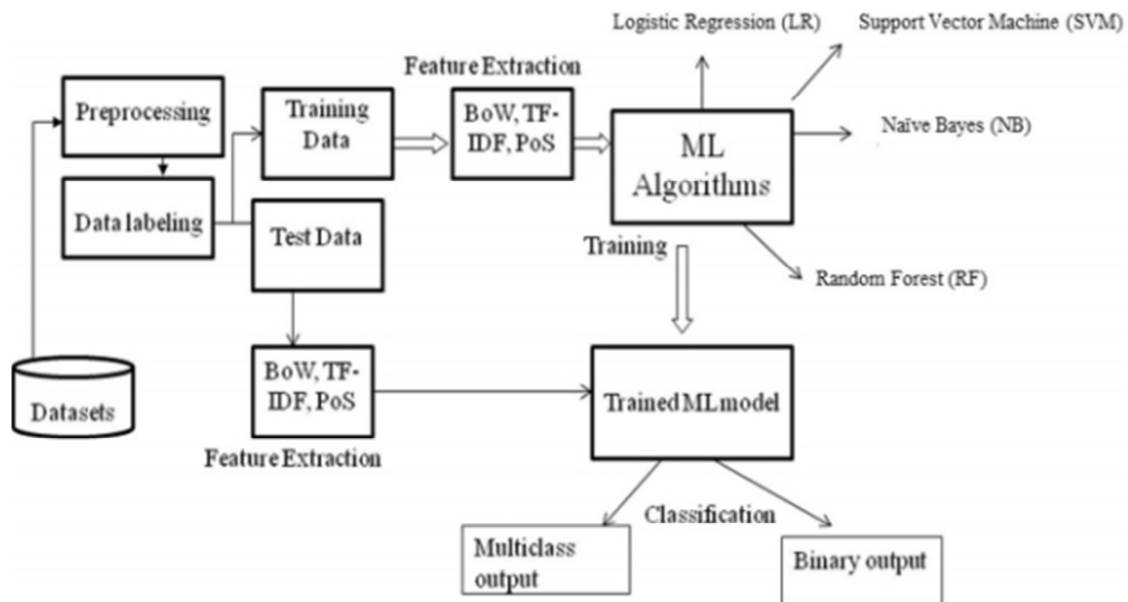 Logistic Regression (LR)
Support Vector Machine (SVM)
Feature Extraction
Preprocessing
Training
Data
BoW, TF-
IDF, PoS
ML
Algorithms
Naïve Bayes (NB)
Data labeling
Test Data
Training
Random Forest (RF)
BoW, TF-
IDF, PoS
Trained ML model
Datasets
Feature Extraction
Classification
Multiclass
output
Binary output